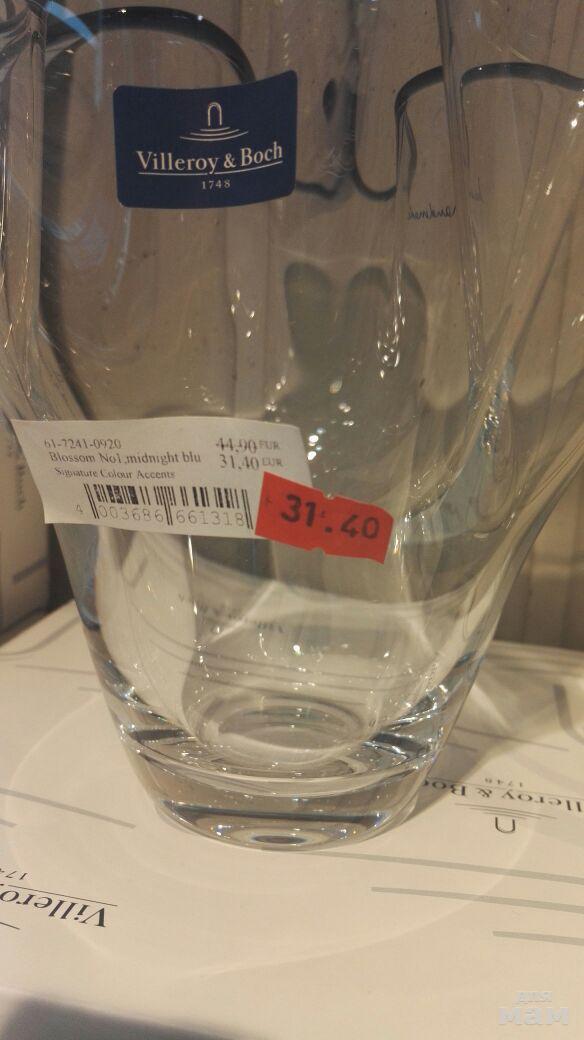 Villeroy & Boch
1748
61-7241-0920
44,90 EUR
Blossom No1,midnight blu
31,40 EUR
Signature Colour Accents
4 003686 661318
31.40
Villeroy & Boch
1748
Villeroy
для
мам